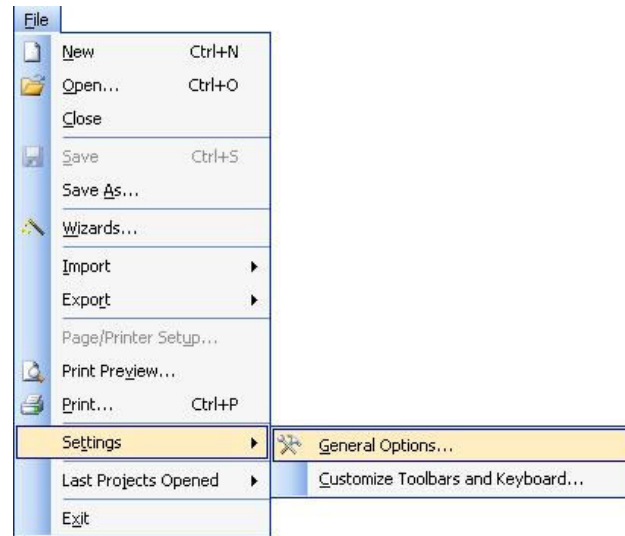 File
New Ctrl+N
Open... Ctrl+O
Close
Save Ctrl+S
Save As...
Wizards...
Import
Export
Page/Printer Setup...
Print Preview...
Print... Ctrl+P
Settings
General Options...
Last Projects Opened
Customize Toolbars and Keyboard...
Exit